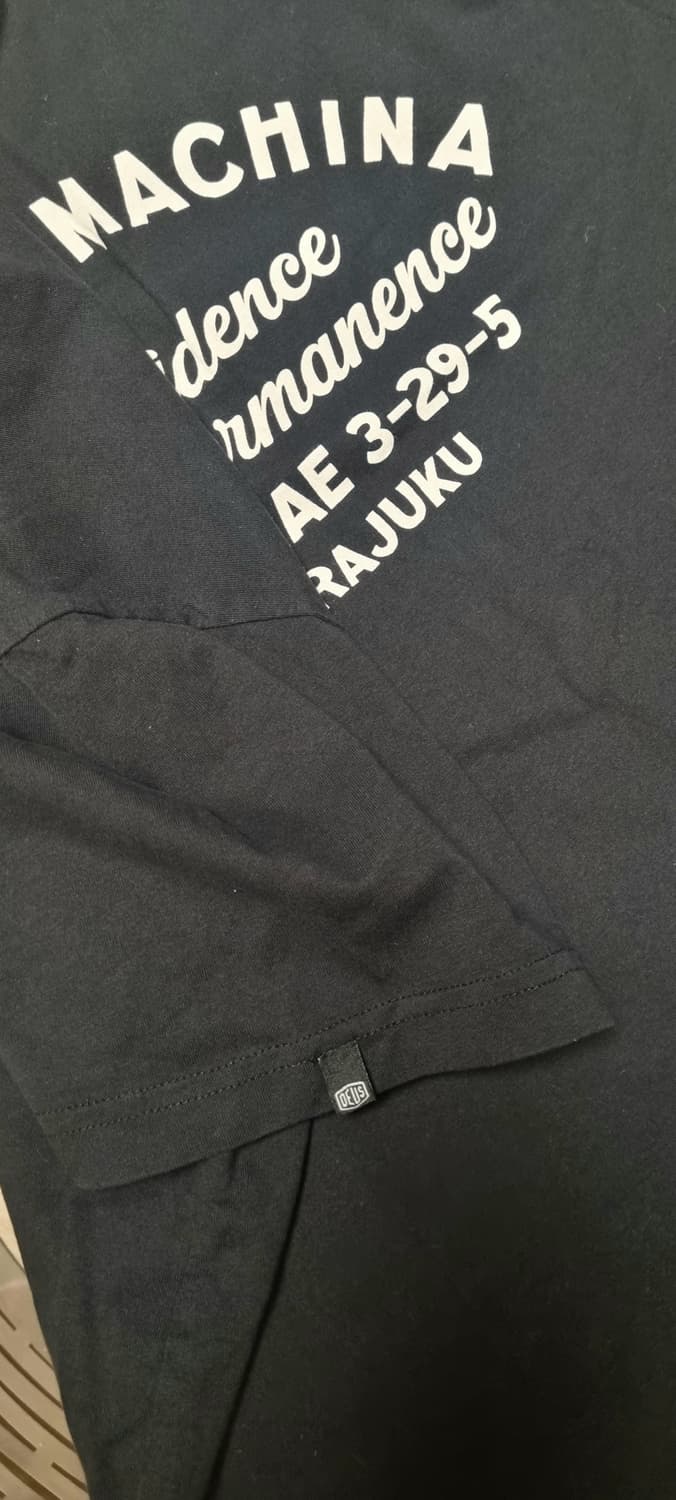 MACHINA
idence
rmanence
AE 3-29-5
RAJUKU
DEUS